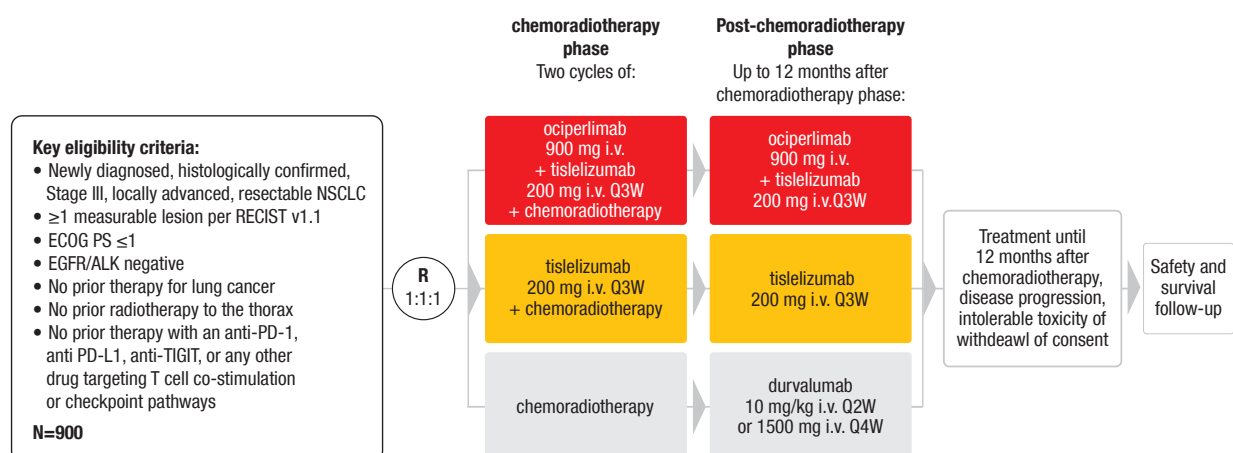 chemoradiotherapy
phase
Two cycles of:
Post-chemoradiotherapy
phase
Up to 12 months after
chemoradiotherapy phase:
Key eligibility criteria:
• Newly diagnosed, histologically confirmed,
Stage III, locally advanced, resectable NSCLC
• ≥1 measurable lesion per RECIST v1.1
• ECOG PS ≤1
• EGFR/ALK negative
• No prior therapy for lung cancer
• No prior radiotherapy to the thorax
• No prior therapy with an anti-PD-1,
anti PD-L1, anti-TIGIT, or any other
drug targeting T cell co-stimulation
or checkpoint pathways
N=900
R
1:1:1
ociperlimab
900 mg i.v.
+ tislelizumab
200 mg i.v. Q3W
+ chemoradiotherapy
ociperlimab
900 mg i.v.
+ tislelizumab
200 mg i.v.Q3W
tislelizumab
200 mg i.v. Q3W
+ chemoradiotherapy
tislelizumab
200 mg i.v. Q3W
chemoradiotherapy
durvalumab
10 mg/kg i.v. Q2W
or 1500 mg i.v. Q4W
Treatment until
12 months after
chemoradiotherapy,
disease progression,
intolerable toxicity of
withdeawl of consent
Safety and
survival
follow-up